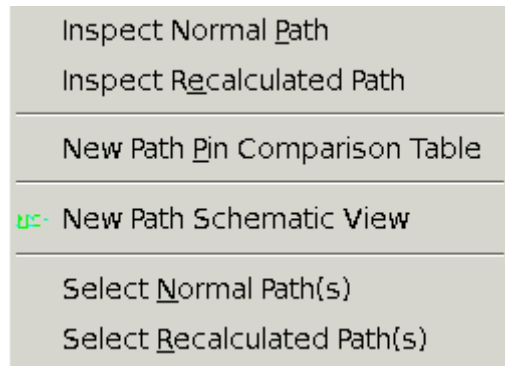 Inspect Normal Path
Inspect Recalculated Path
New Path Pin Comparison Table
New Path Schematic View
Select Normal Path(s)
Select Recalculated Path(s)